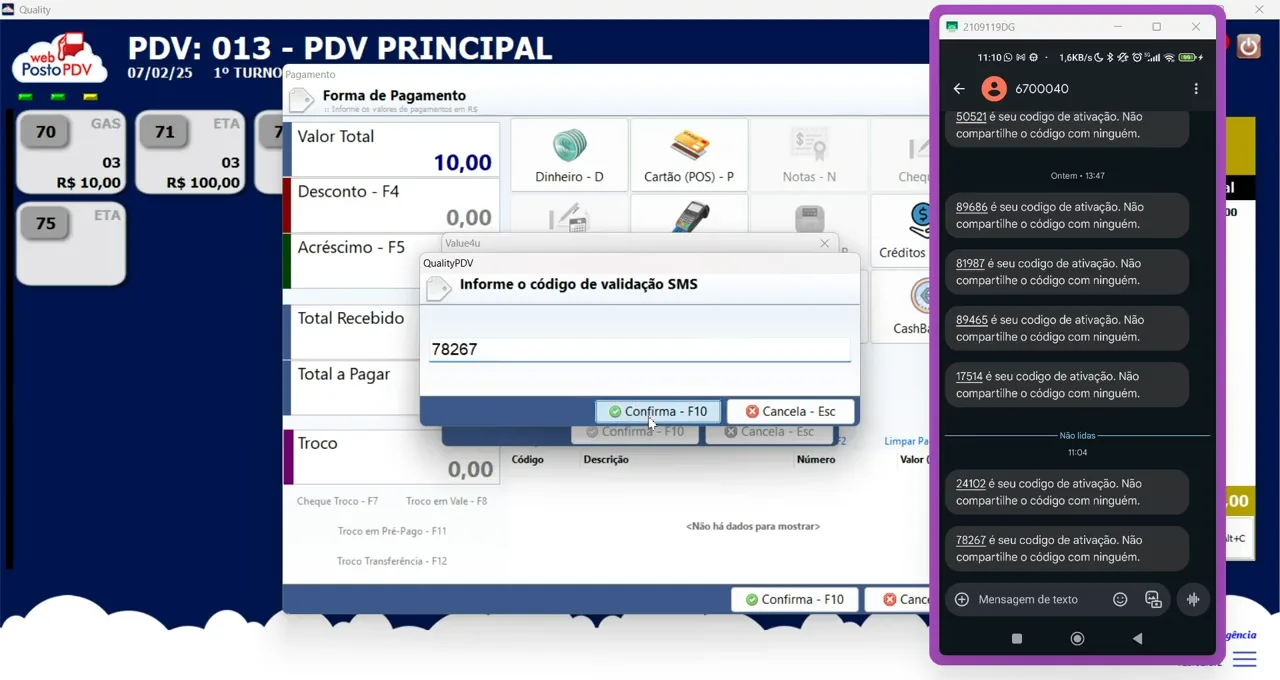 Quality
web
PostoPDV
PDV: 013 - PDV PRINCIPAL
07/02/25 1º TURNO
70 GAS
03
R$ 10,00
71 ETA
03
R$ 100,00
7
75 ETA
Pagamento
Forma de Pagamento
:: Informe os valores de pagamentos em R$
Valor Total
10,00
Desconto - F4
0,00
Acréscimo - F5
Total Recebido
Total a Pagar
Troco
0,00
Cheque Troco - F7 Troco em Vale - F8
Troco em Pré-Pago - F11
Troco Transferência - F12
Dinheiro - D
Cartão (POS) - P
Notas - N
Cheq
Créditos
CashBa
Value4u
QualityPDV
Informe o código de validação SMS
78267
Confirma - F10 Cancela - Esc
Confirma - F10 Cancela - Esc
F2
Limpar Pa
Código Descrição Número Valor (
<Não há dados para mostrar>
Confirma - F10 Cance
al
00
,00
lt+C
gência
2109119DG
11:10 1,6KB/s
6700040
50521 é seu codigo de ativação. Não
compartilhe o código com ninguém.
Ontem • 13:47
89686 é seu codigo de ativação. Não
compartilhe o código com ninguém.
81987 é seu codigo de ativação. Não
compartilhe o código com ninguém.
89465 é seu codigo de ativação. Não
compartilhe o código com ninguém.
17514 é seu codigo de ativação. Não
compartilhe o código com ninguém.
Não lidas
11:04
24102 é seu codigo de ativação. Não
compartilhe o código com ninguém.
78267 é seu codigo de ativação. Não
compartilhe o código com ninguém.
Mensagem de texto